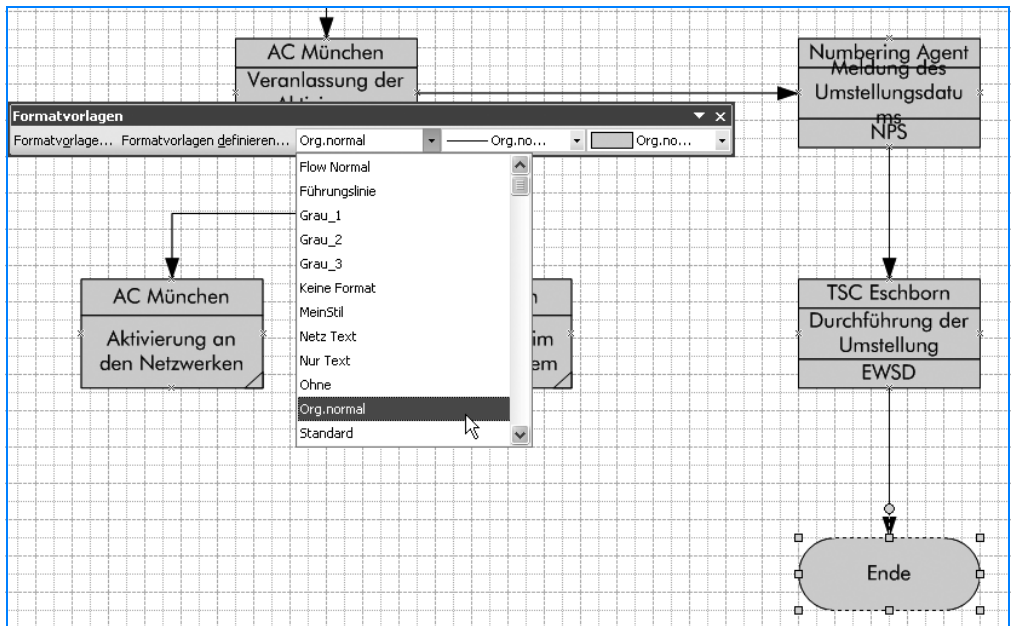 AC München
Veranlassung der
Numbering Agent
Meldung des
Umstellungsdatu
ms
NPS
Formatvorlagen
Formatvorlage... Formatvorlagen definieren... Org.normal Org.no... Org.no...
Flow Normal
Führungslinie
Grau_1
Grau_2
Grau_3
Keine Format
MeinStil
Netz Text
Nur Text
Ohne
Org.normal
Standard
AC München
Aktivierung an
den Netzwerken
n
im
em
TSC Eschborn
Durchführung der
Umstellung
EWSD
Ende